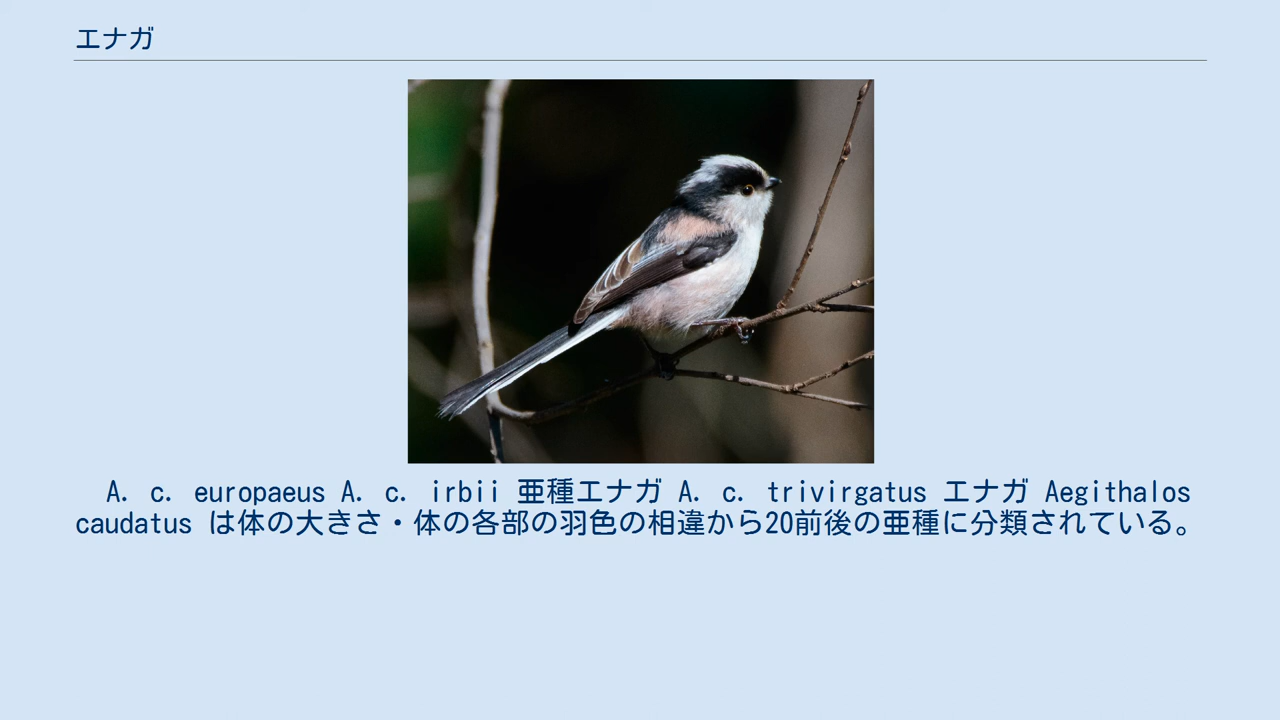 エナガ
A. c. europaeus A. c. irbii 亜種エナガ A. c. trivirgatus エナガ Aegithalos
caudatus は体の大きさ・体の各部の羽色の相違から20前後の亜種に分類されている。